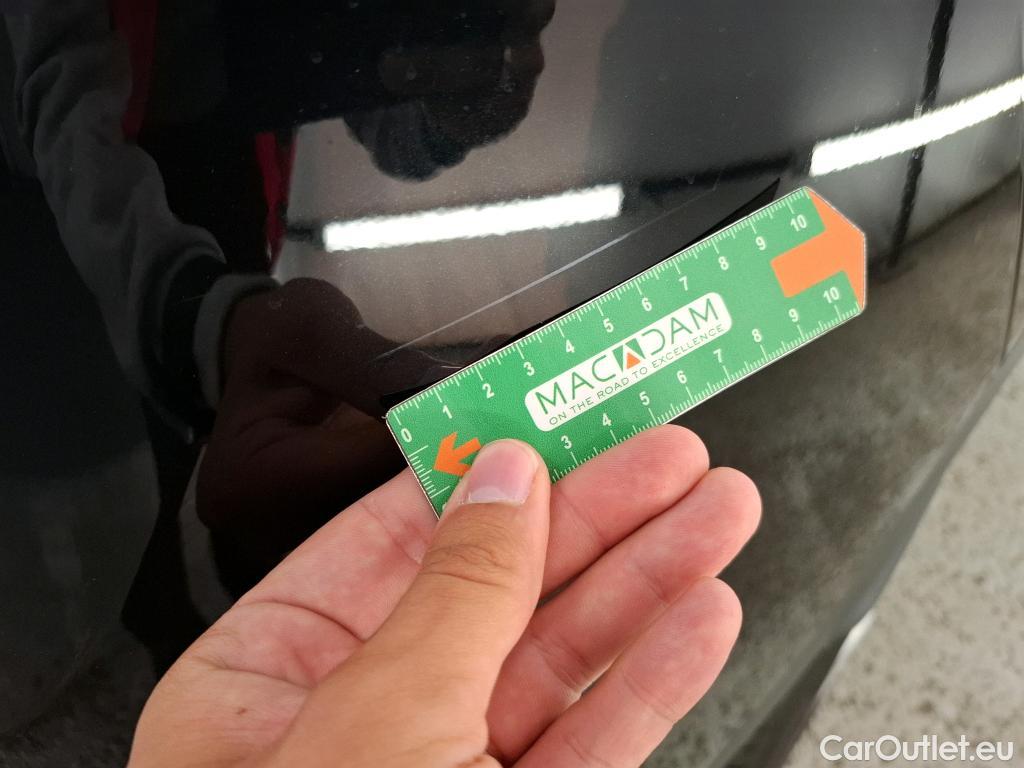 0 1 2 3 4 5 6 7 8 9 10
MACADAM
ON THE ROAD TO EXCELLENCE
3 4 5 6 7 8 9 10
CarOutlet.eu